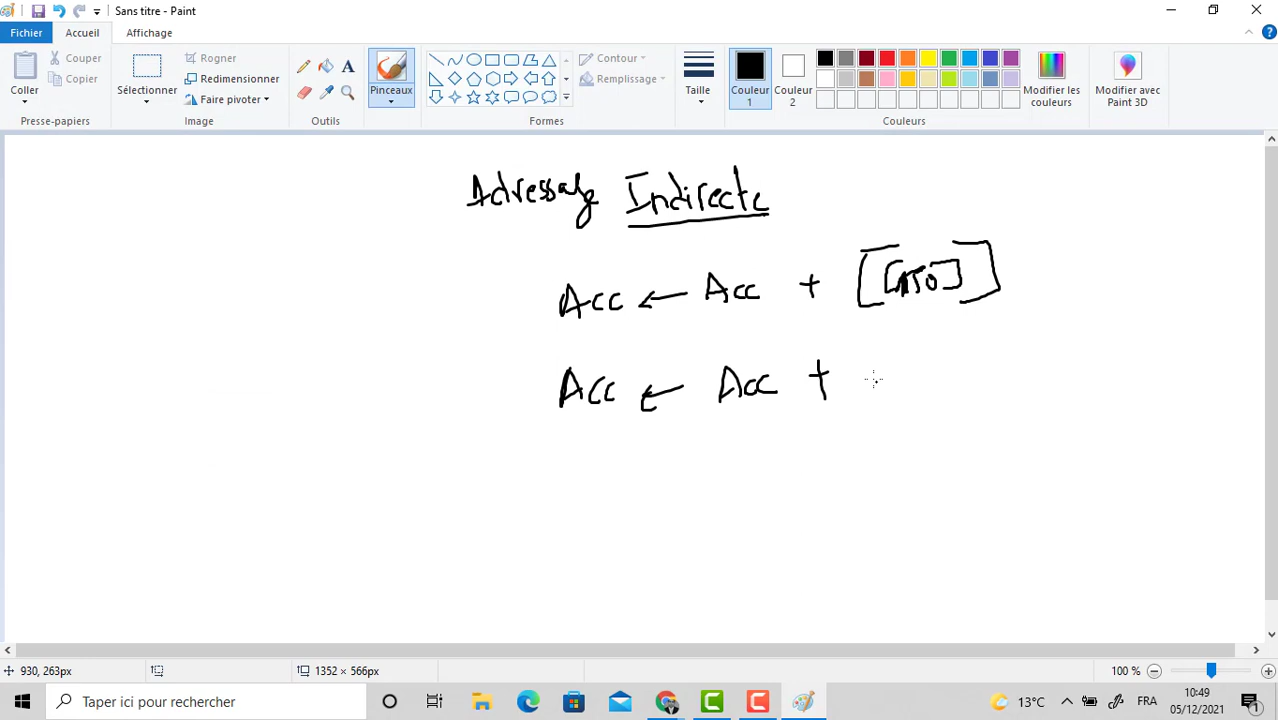 Sans titre - Paint
Fichier Accueil Affichage
Coller
Couper
Copier
Presse-papiers
Sélectionner
Rogner
Redimensionner
Faire pivoter
Image
A
Outils
Pinceaux
Contour
Remplissage
Formes
Taille
Couleur 1
Couleur 2
Modifier les couleurs
Couleurs
Modifier avec Paint 3D
Adressage Indirecte
Acc ← Acc + [[150]]
Acc ← Acc +
930, 263px 1352 × 566px 100 %
Taper ici pour rechercher 13°C FRA 10:49
05/12/2021 1